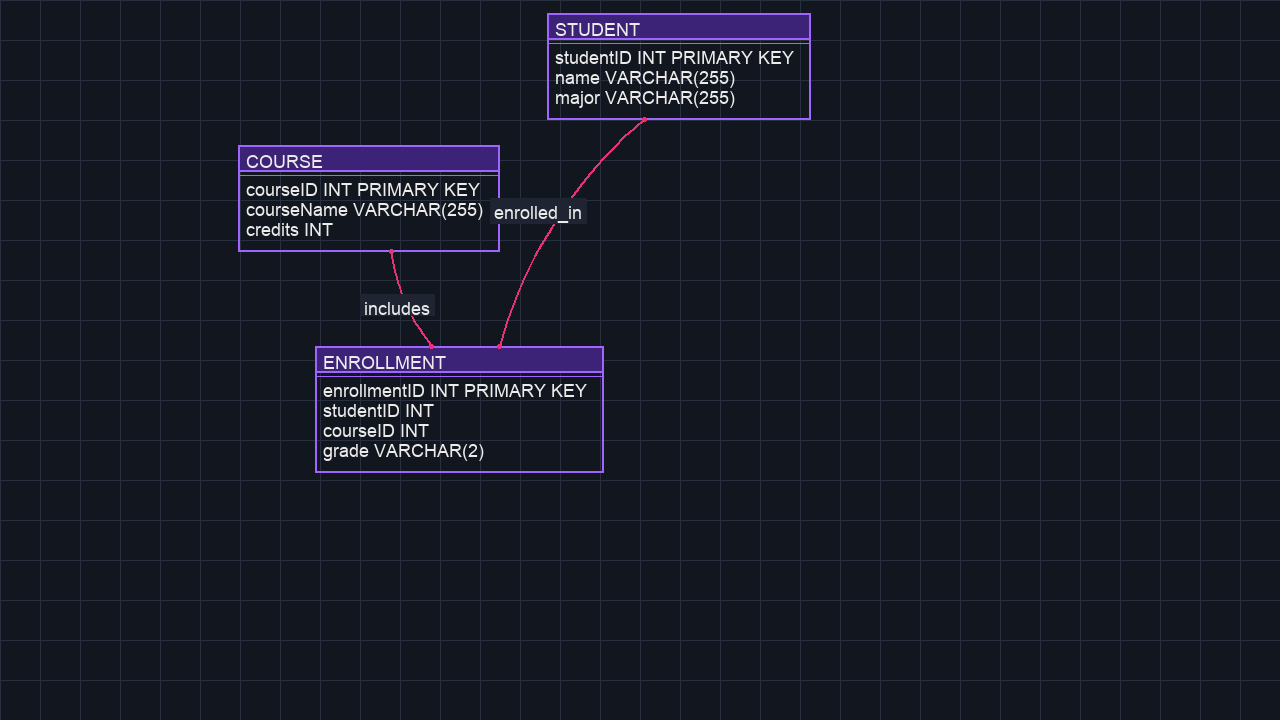 STUDENT
studentID INT PRIMARY KEY
name VARCHAR(255)
major VARCHAR(255)
COURSE
courseID INT PRIMARY KEY
courseName VARCHAR(255)
credits INT
enrolled_in
includes
ENROLLMENT
enrollmentID INT PRIMARY KEY
studentID INT
courseID INT
grade VARCHAR(2)